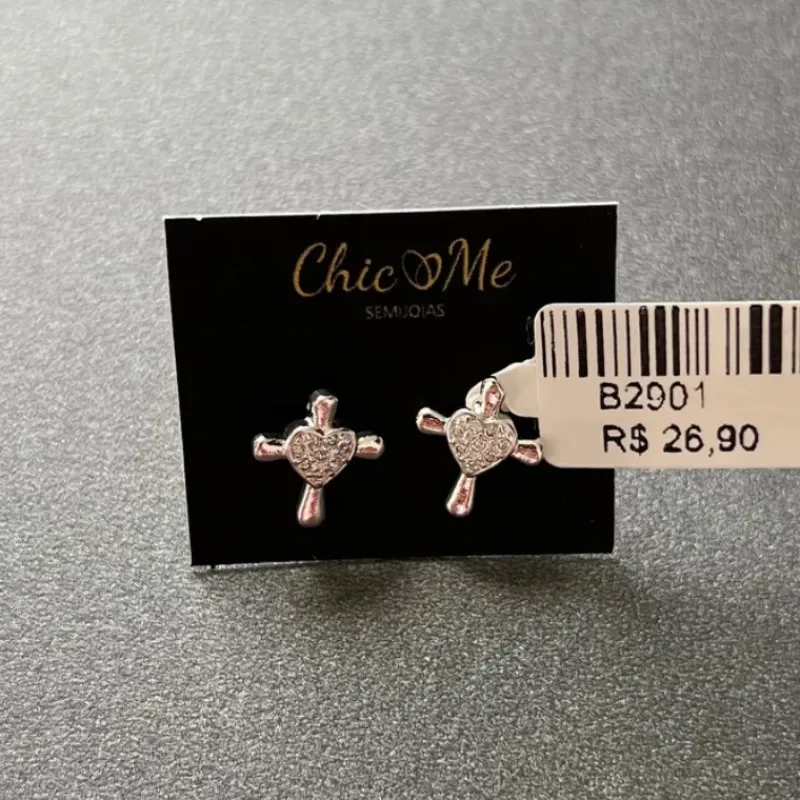 Chic Me
SEMIJOIAS
B2901
R$ 26,90